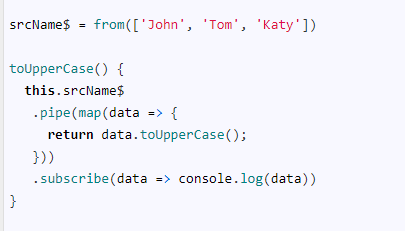 srcName$ = from(['John', 'Tom', 'Katy'])
toUpperCase() {
this.srcName$
.pipe(map(data => {
return data.toUpperCase();
}))
.subscribe(data => console.log(data))
}